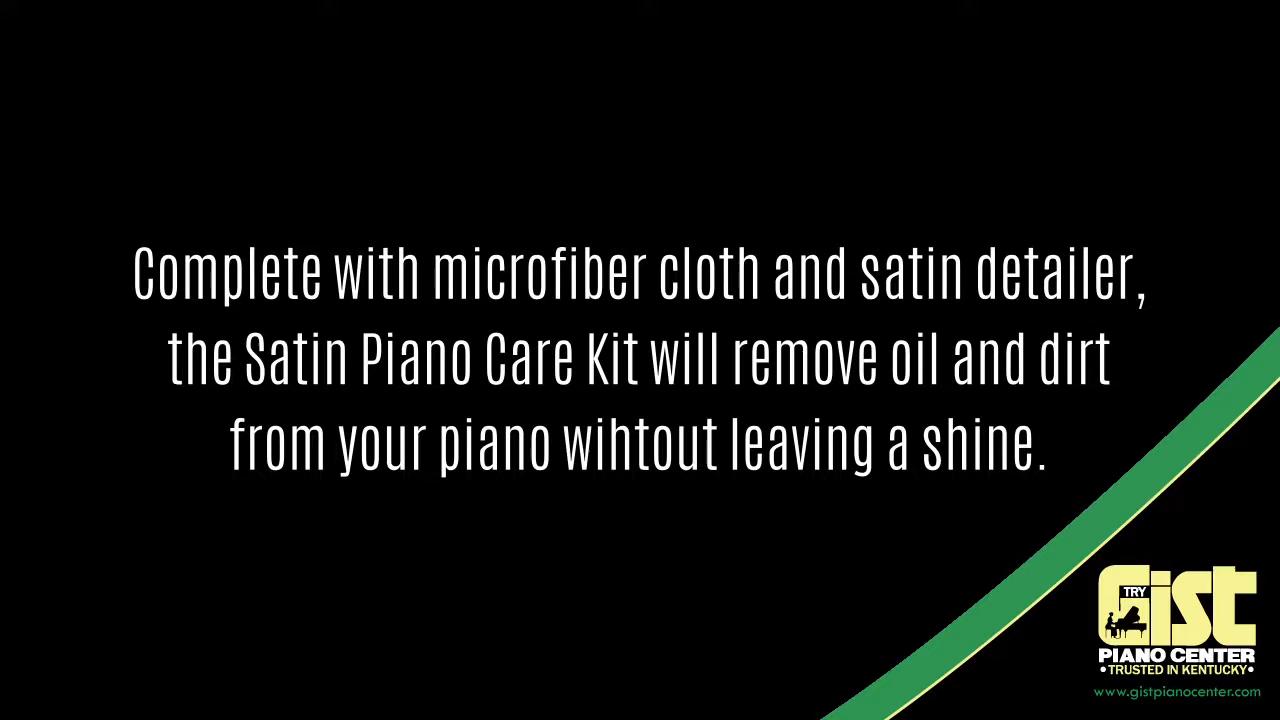 Complete with microfiber cloth and satin detailer,
the Satin Piano Care Kit will remove oil and dirt
from your piano wihtout leaving a shine.
TRY
Gist
PIANO CENTER
•TRUSTED IN KENTUCKY•
www.gistpianocenter.com